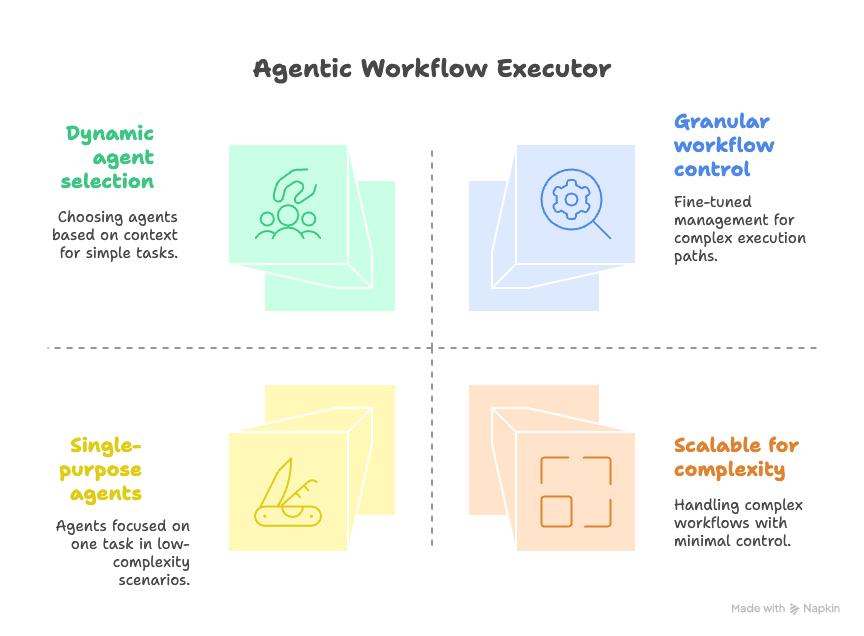 Agentic Workflow Executor
Dynamic
agent
selection
Choosing agents
based on context
for simple tasks.
Granular
workflow
control
Fine-tuned
management for
complex execution
paths.
Single-
purpose
agents
Agents focused on
one task in low-
complexity
scenarios.
Scalable for
complexity
Handling complex
workflows with
minimal control.
Made with Napkin